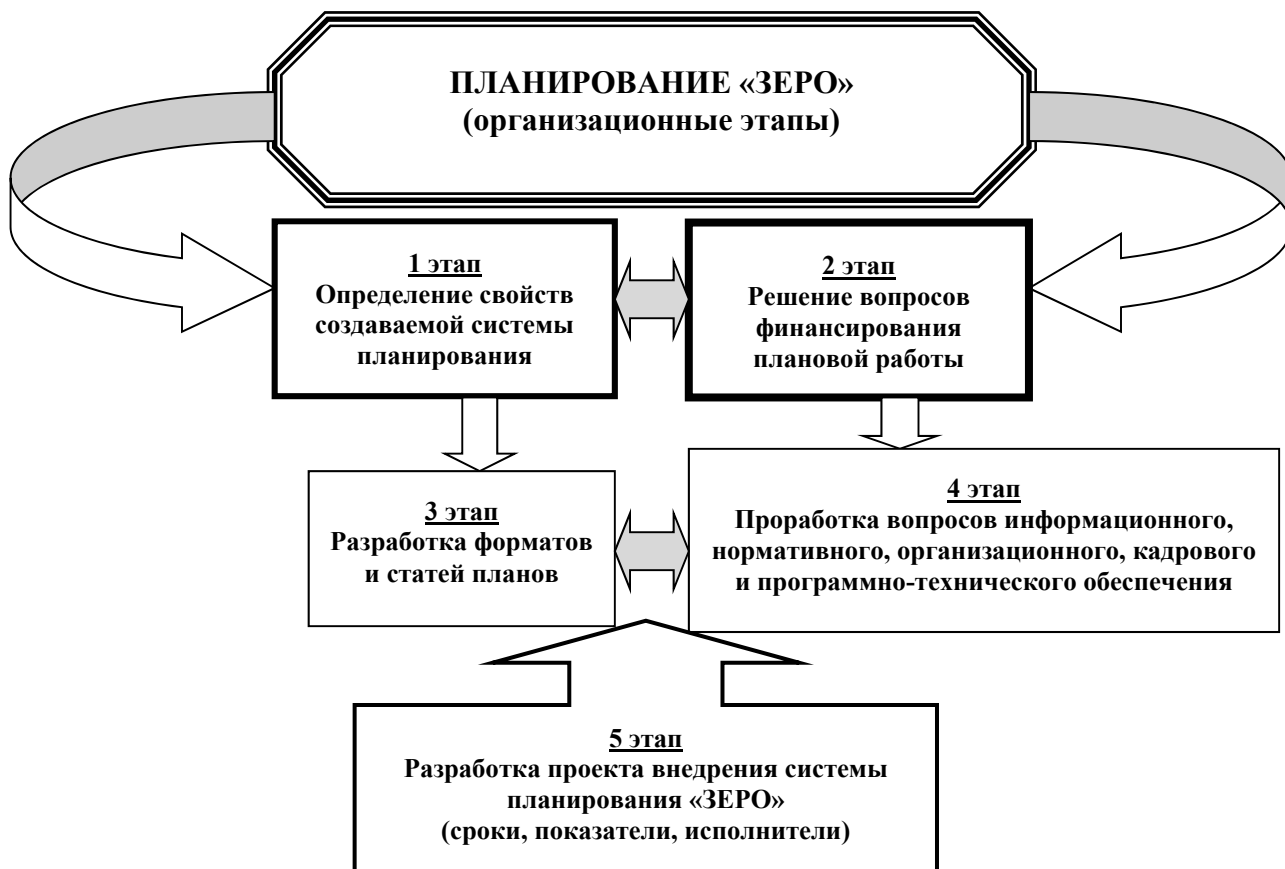 ПЛАНИРОВАНИЕ «ЗЕРО»
(организационные этапы)
1 этап
Определение свойств
создаваемой системы
планирования
2 этап
Решение вопросов
финансирования
плановой работы
3 этап
Разработка форматов
и статей планов
4 этап
Проработка вопросов информационного,
нормативного, организационного, кадрового
и программно-технического обеспечения
5 этап
Разработка проекта внедрения системы
планирования «ЗЕРО»
(сроки, показатели, исполнители)